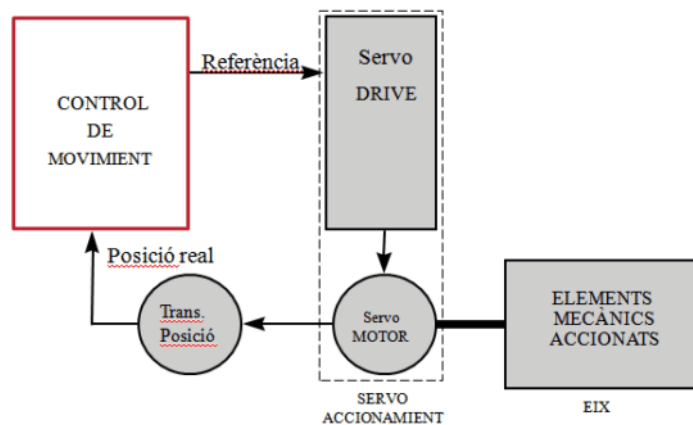 CONTROL
DE
MOVIMIENT
Referència
Servo
DRIVE
Posició real
Trans.
Posició
Servo
MOTOR
ELEMENTS
MECÀNICS
ACCIONATS
SERVO
ACCIONAMIENT
EIX